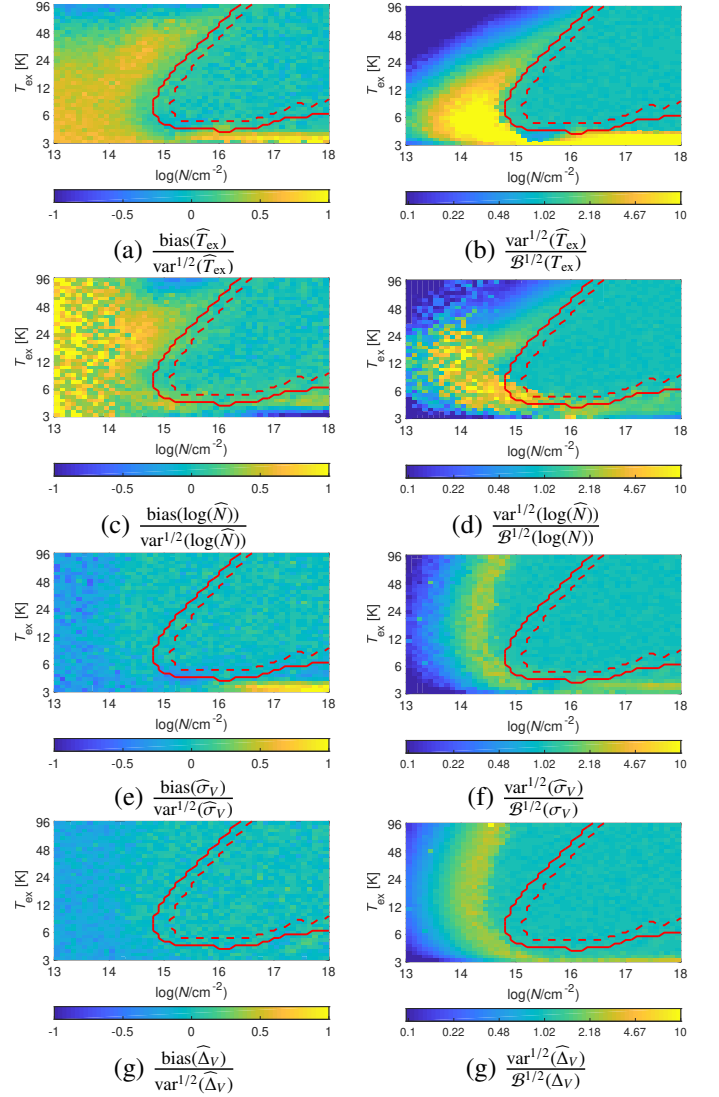 96
48
24
12
6
3
T_ex [K]
13 14 15 16 17 18
log(N/cm⁻²)
-1 -0.5 0 0.5 1
(a) bias(T̂_ex) / var^{1/2}(T̂_ex)
96
48
24
12
6
3
T_ex [K]
13 14 15 16 17 18
log(N/cm⁻²)
0.1 0.22 0.48 1.02 2.18 4.67 10
(b) var^{1/2}(T̂_ex) / 𝓑^{1/2}(T_ex)
96
48
24
12
6
3
T_ex [K]
13 14 15 16 17 18
log(N/cm⁻²)
-1 -0.5 0 0.5 1
(c) bias(log(N̂)) / var^{1/2}(log(N̂))
96
48
24
12
6
3
T_ex [K]
13 14 15 16 17 18
log(N/cm⁻²)
0.1 0.22 0.48 1.02 2.18 4.67 10
(d) var^{1/2}(log(N̂)) / 𝓑^{1/2}(log(N))
96
48
24
12
6
3
T_ex [K]
13 14 15 16 17 18
log(N/cm⁻²)
-1 -0.5 0 0.5 1
(e) bias(σ̂_V) / var^{1/2}(σ̂_V)
96
48
24
12
6
3
T_ex [K]
13 14 15 16 17 18
log(N/cm⁻²)
0.1 0.22 0.48 1.02 2.18 4.67 10
(f) var^{1/2}(σ̂_V) / 𝓑^{1/2}(σ_V)
96
48
24
12
6
3
T_ex [K]
13 14 15 16 17 18
log(N/cm⁻²)
-1 -0.5 0 0.5 1
(g) bias(Δ̂_V) / var^{1/2}(Δ̂_V)
96
48
24
12
6
3
T_ex [K]
13 14 15 16 17 18
log(N/cm⁻²)
0.1 0.22 0.48 1.02 2.18 4.67 10
(g) var^{1/2}(Δ̂_V) / 𝓑^{1/2}(Δ_V)